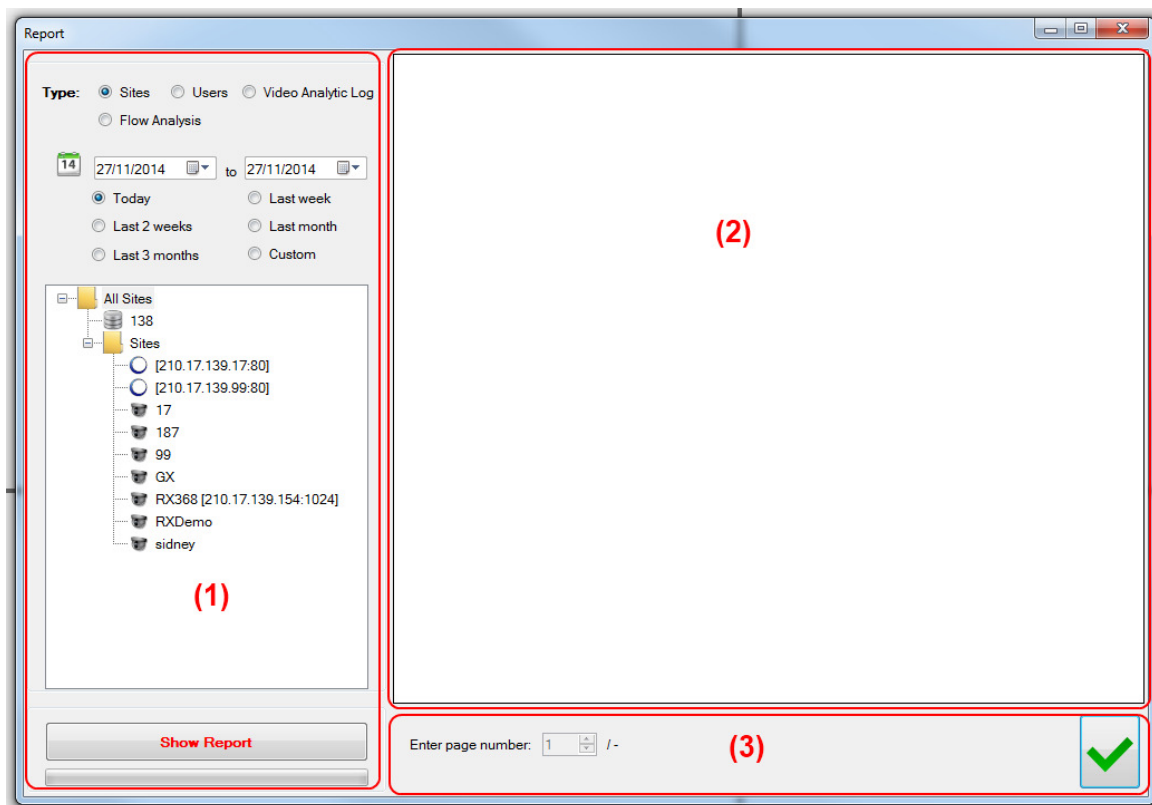 Report
Type: Sites Users Video Analytic Log
Flow Analysis
14 27/11/2014 to 27/11/2014
Today Last week
Last 2 weeks Last month
Last 3 months Custom
All Sites
138
Sites
[210.17.139.17:80]
[210.17.139.99:80]
17
187
99
GX
RX368 [210.17.139.154:1024]
RXDemo
sidney
(1)
Show Report
(2)
Enter page number: 1 / -
(3)